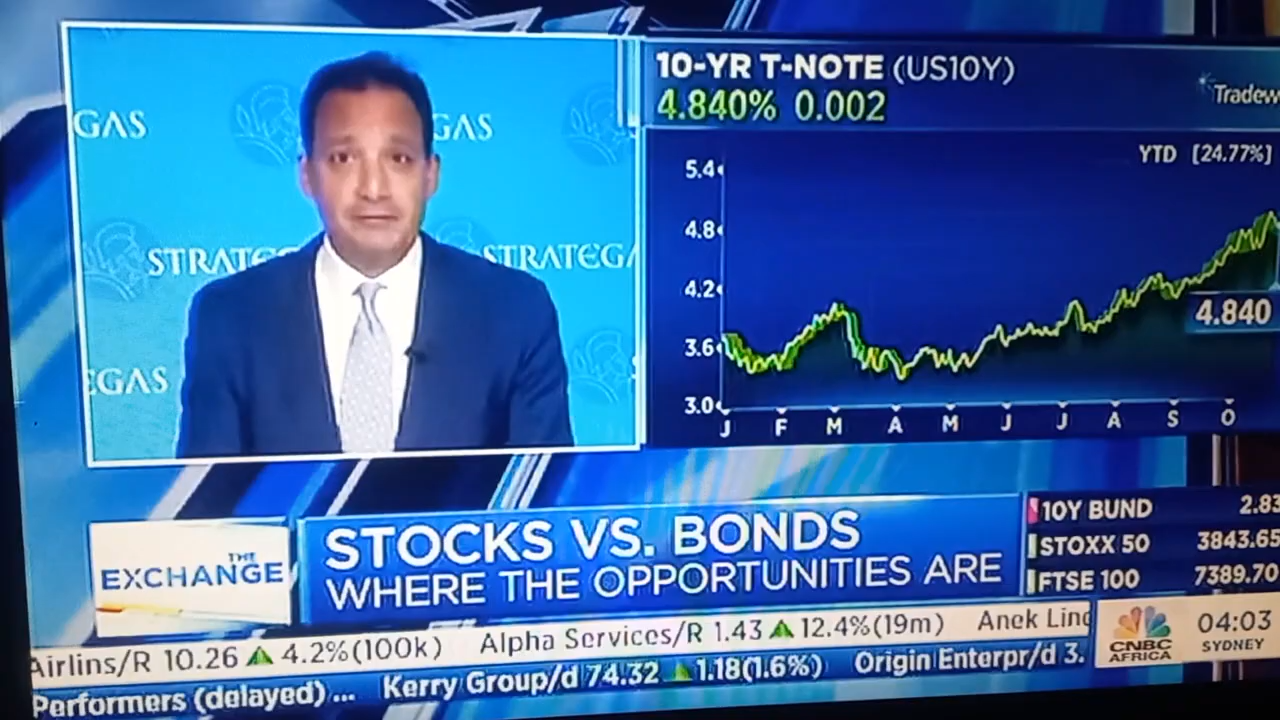 GAS
GAS
STRATEG
STRATEGA
EGAS
10-YR T-NOTE (US10Y)
4.840% 0.002
Tradew
YTD [24.77%]
5.4
4.8
4.2
3.6
3.0
4.840
J F M A M J J A S O
THE
EXCHANGE
STOCKS VS. BONDS
WHERE THE OPPORTUNITIES ARE
10Y BUND 2.83
STOXX 50 3843.65
FTSE 100 7389.70
Airlins/R 10.26 ▲ 4.2%(100k) Alpha Services/R 1.43 ▲ 12.4%(19m) Anek Lin
Performers (delayed)... Kerry Group/d 74.32 ▲ 1.18(1.6%) Origin Enterpr/d 3.
CNBC
AFRICA
04:03
SYDNEY